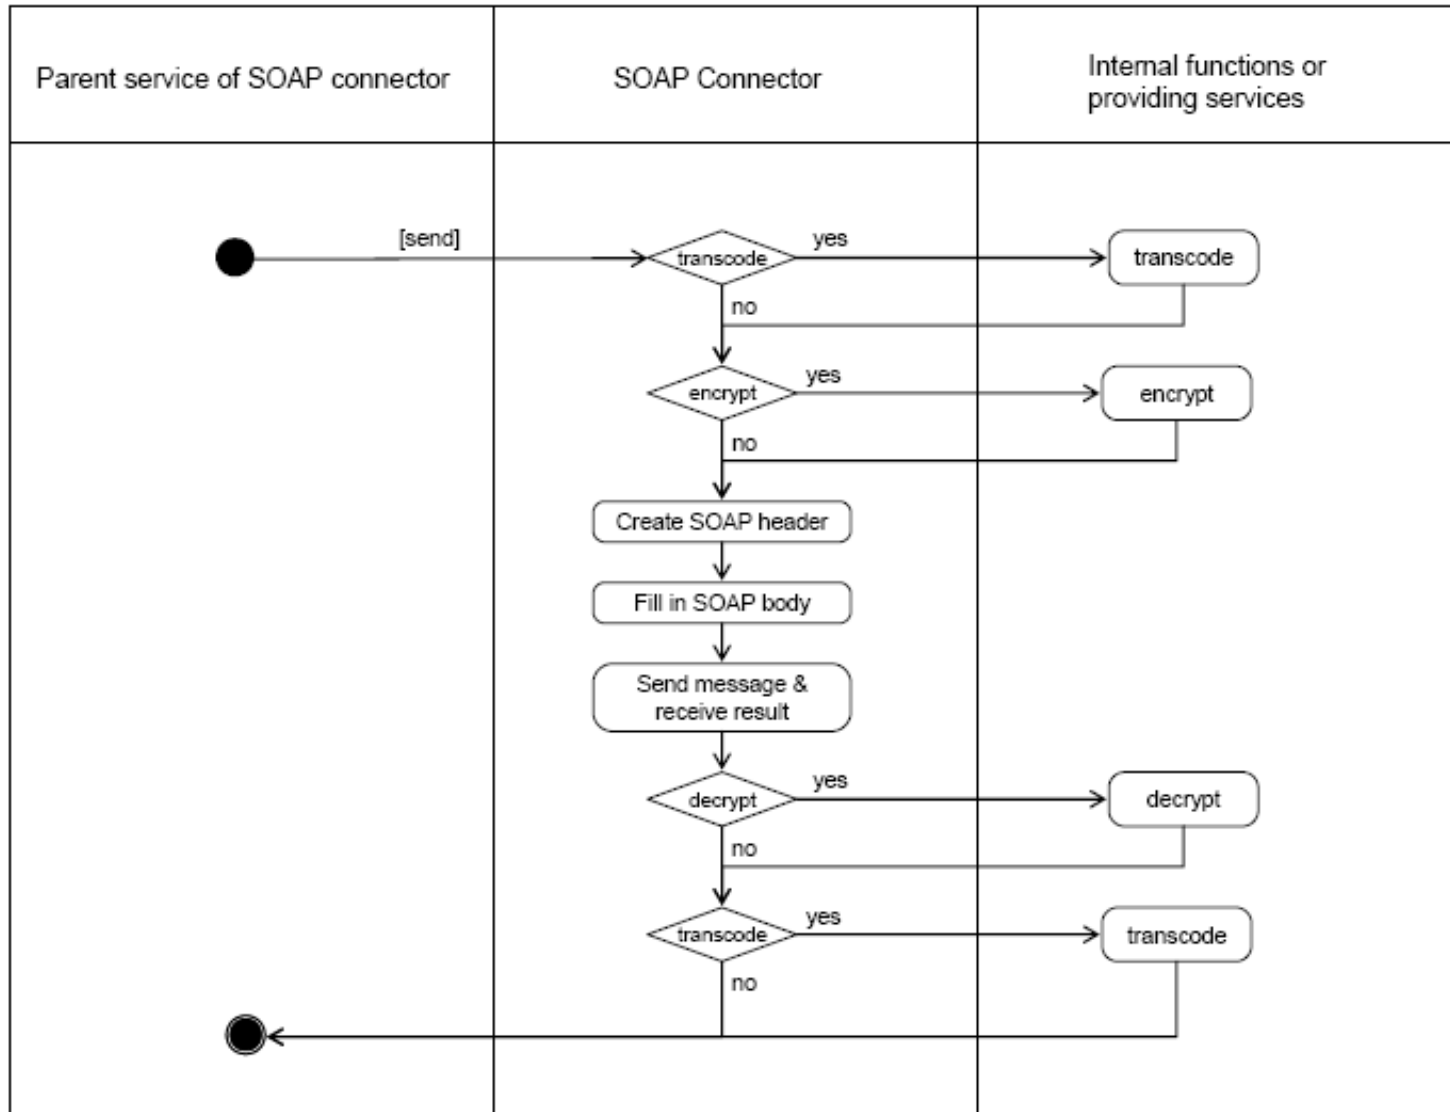 Parent service of SOAP connector
SOAP Connector
Internal functions or
providing services
[send]
transcode
yes
transcode
no
encrypt
yes
encrypt
no
Create SOAP header
Fill in SOAP body
Send message &
receive result
decrypt
yes
decrypt
no
transcode
yes
transcode
no